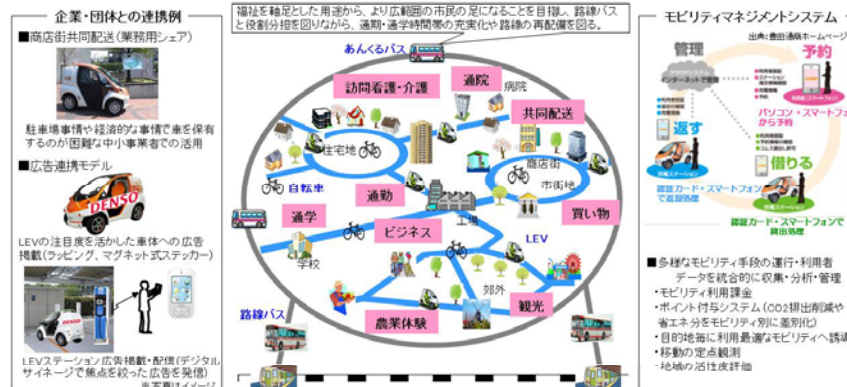 企業・団体との連携例
■商店街共同配送(業務用シェア)
駐車場事情や経済的な事情で車を保有
するのが困難な中小事業者での活用
■広告連携モデル
DENSO
LEVの注目度を活かした車体への広告
掲載(ラッピング、マグネット式ステッカー)
DENSO
LEVステーション広告掲載・配信(デジタル
サイネージで焦点を絞った広告を発信)
※写真はイメージ
福祉を軸足とした用途から、より広範囲の市民の足になることを目指し、路線バス
と役割分担を図りながら、通期・通学時間帯の充実化や路線の再配備を図る。
あんくるバス
訪問看護・介護
通院
病院
共同配送
住宅地
商店街
市街地
自転車
通勤
工場
買い物
通学
ビジネス
LEV
学校
郊外
観光
路線バス
農業体験
モビリティマネジメントシステム
出典:豊田通商ホームページ
管理
予約
クラウドシステム
インターネットで管理
パソコン・スマートフォ
から予約
返す
借りる
認証カード・スマートフォン
で返却処理
認証カード・スマートフォンで
貸出処理
■多様なモビリティ手段の運行・利用者
データを統合的に収集・分析・管理
・モビリティ利用課金
・ポイント付与システム(CO2排出削減や
省エネ分をモビリティ別に差別化)
・目的地毎に利用最適なモビリティへ誘導
・移動の定点観測
・地域の活性度評価